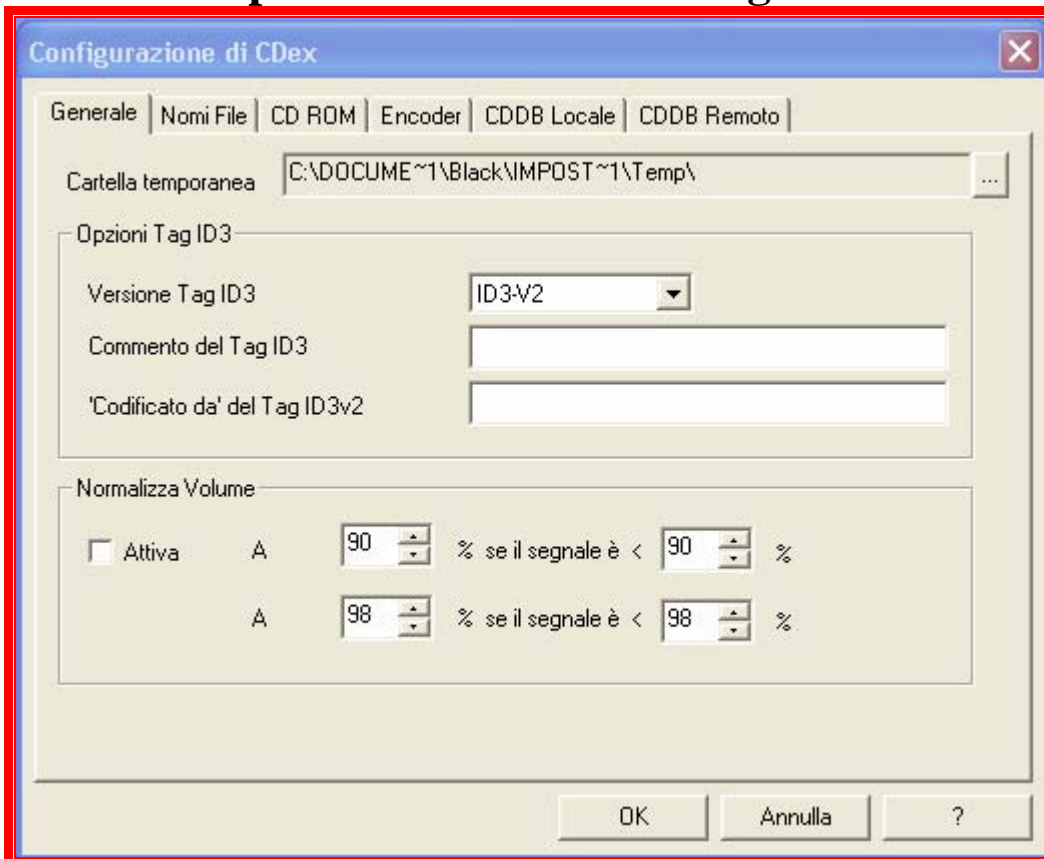 Configurazione di CDex
Generale Nomi File CD ROM Encoder CDDB Locale CDDB Remoto
Cartella temporanea C:\DOCUME~1\Black\IMPOST~1\Temp\ ...
Opzioni Tag ID3
Versione Tag ID3 ID3-V2
Commento del Tag ID3
'Codificato da' del Tag ID3v2
Normalizza Volume
Attiva A 90 % se il segnale è < 90 %
A 98 % se il segnale è < 98 %
OK Annulla ?